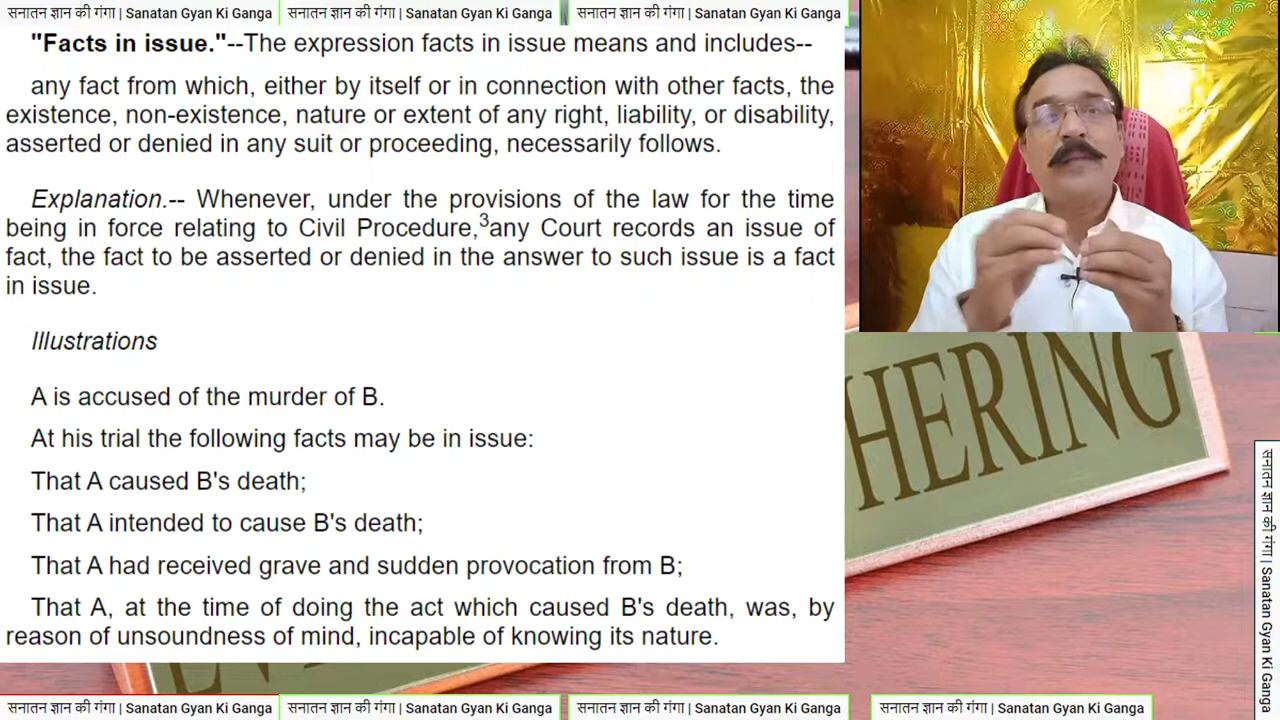 सनातन ज्ञान की गंगा | Sanatan Gyan Ki Ganga
सनातन ज्ञान की गंगा | Sanatan Gyan Ki Ganga
सनातन ज्ञान की गंगा | Sanatan Gyan Ki Ganga
"Facts in issue."--The expression facts in issue means and includes--
any fact from which, either by itself or in connection with other facts, the
existence, non-existence, nature or extent of any right, liability, or disability,
asserted or denied in any suit or proceeding, necessarily follows.
Explanation.-- Whenever, under the provisions of the law for the time
being in force relating to Civil Procedure,³any Court records an issue of
fact, the fact to be asserted or denied in the answer to such issue is a fact
in issue.
Illustrations
A is accused of the murder of B.
At his trial the following facts may be in issue:
That A caused B's death;
That A intended to cause B's death;
That A had received grave and sudden provocation from B;
That A, at the time of doing the act which caused B's death, was, by
reason of unsoundness of mind, incapable of knowing its nature.
HERING
सनातन ज्ञान की गंगा | Sanatan Gyan Ki Ganga
सनातन ज्ञान की गंगा | Sanatan Gyan Ki Ganga
सनातन ज्ञान की गंगा | Sanatan Gyan Ki Ganga
सनातन ज्ञान की गंगा | Sanatan Gyan Ki Ganga
सनातन ज्ञान की गंगा | Sanatan Gyan Ki Ganga